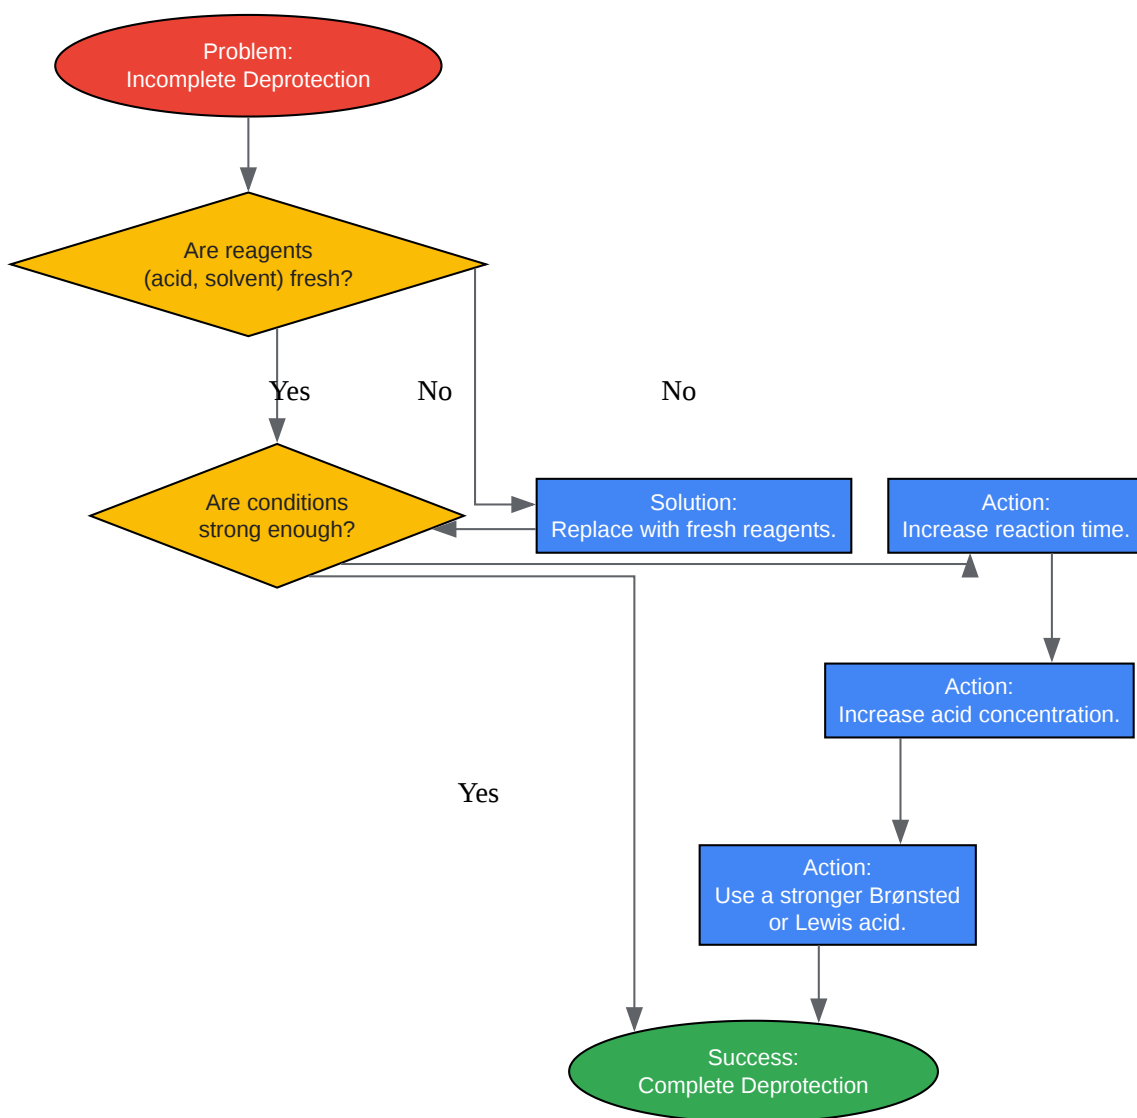 Problem:
Incomplete Deprotection
Are reagents
(acid, solvent) fresh?
Yes
No
No
Are conditions
strong enough?
Solution:
Replace with fresh reagents.
Action:
Increase reaction time.
Action:
Increase acid concentration.
Yes
Action:
Use a stronger Brønsted
or Lewis acid.
Success:
Complete Deprotection